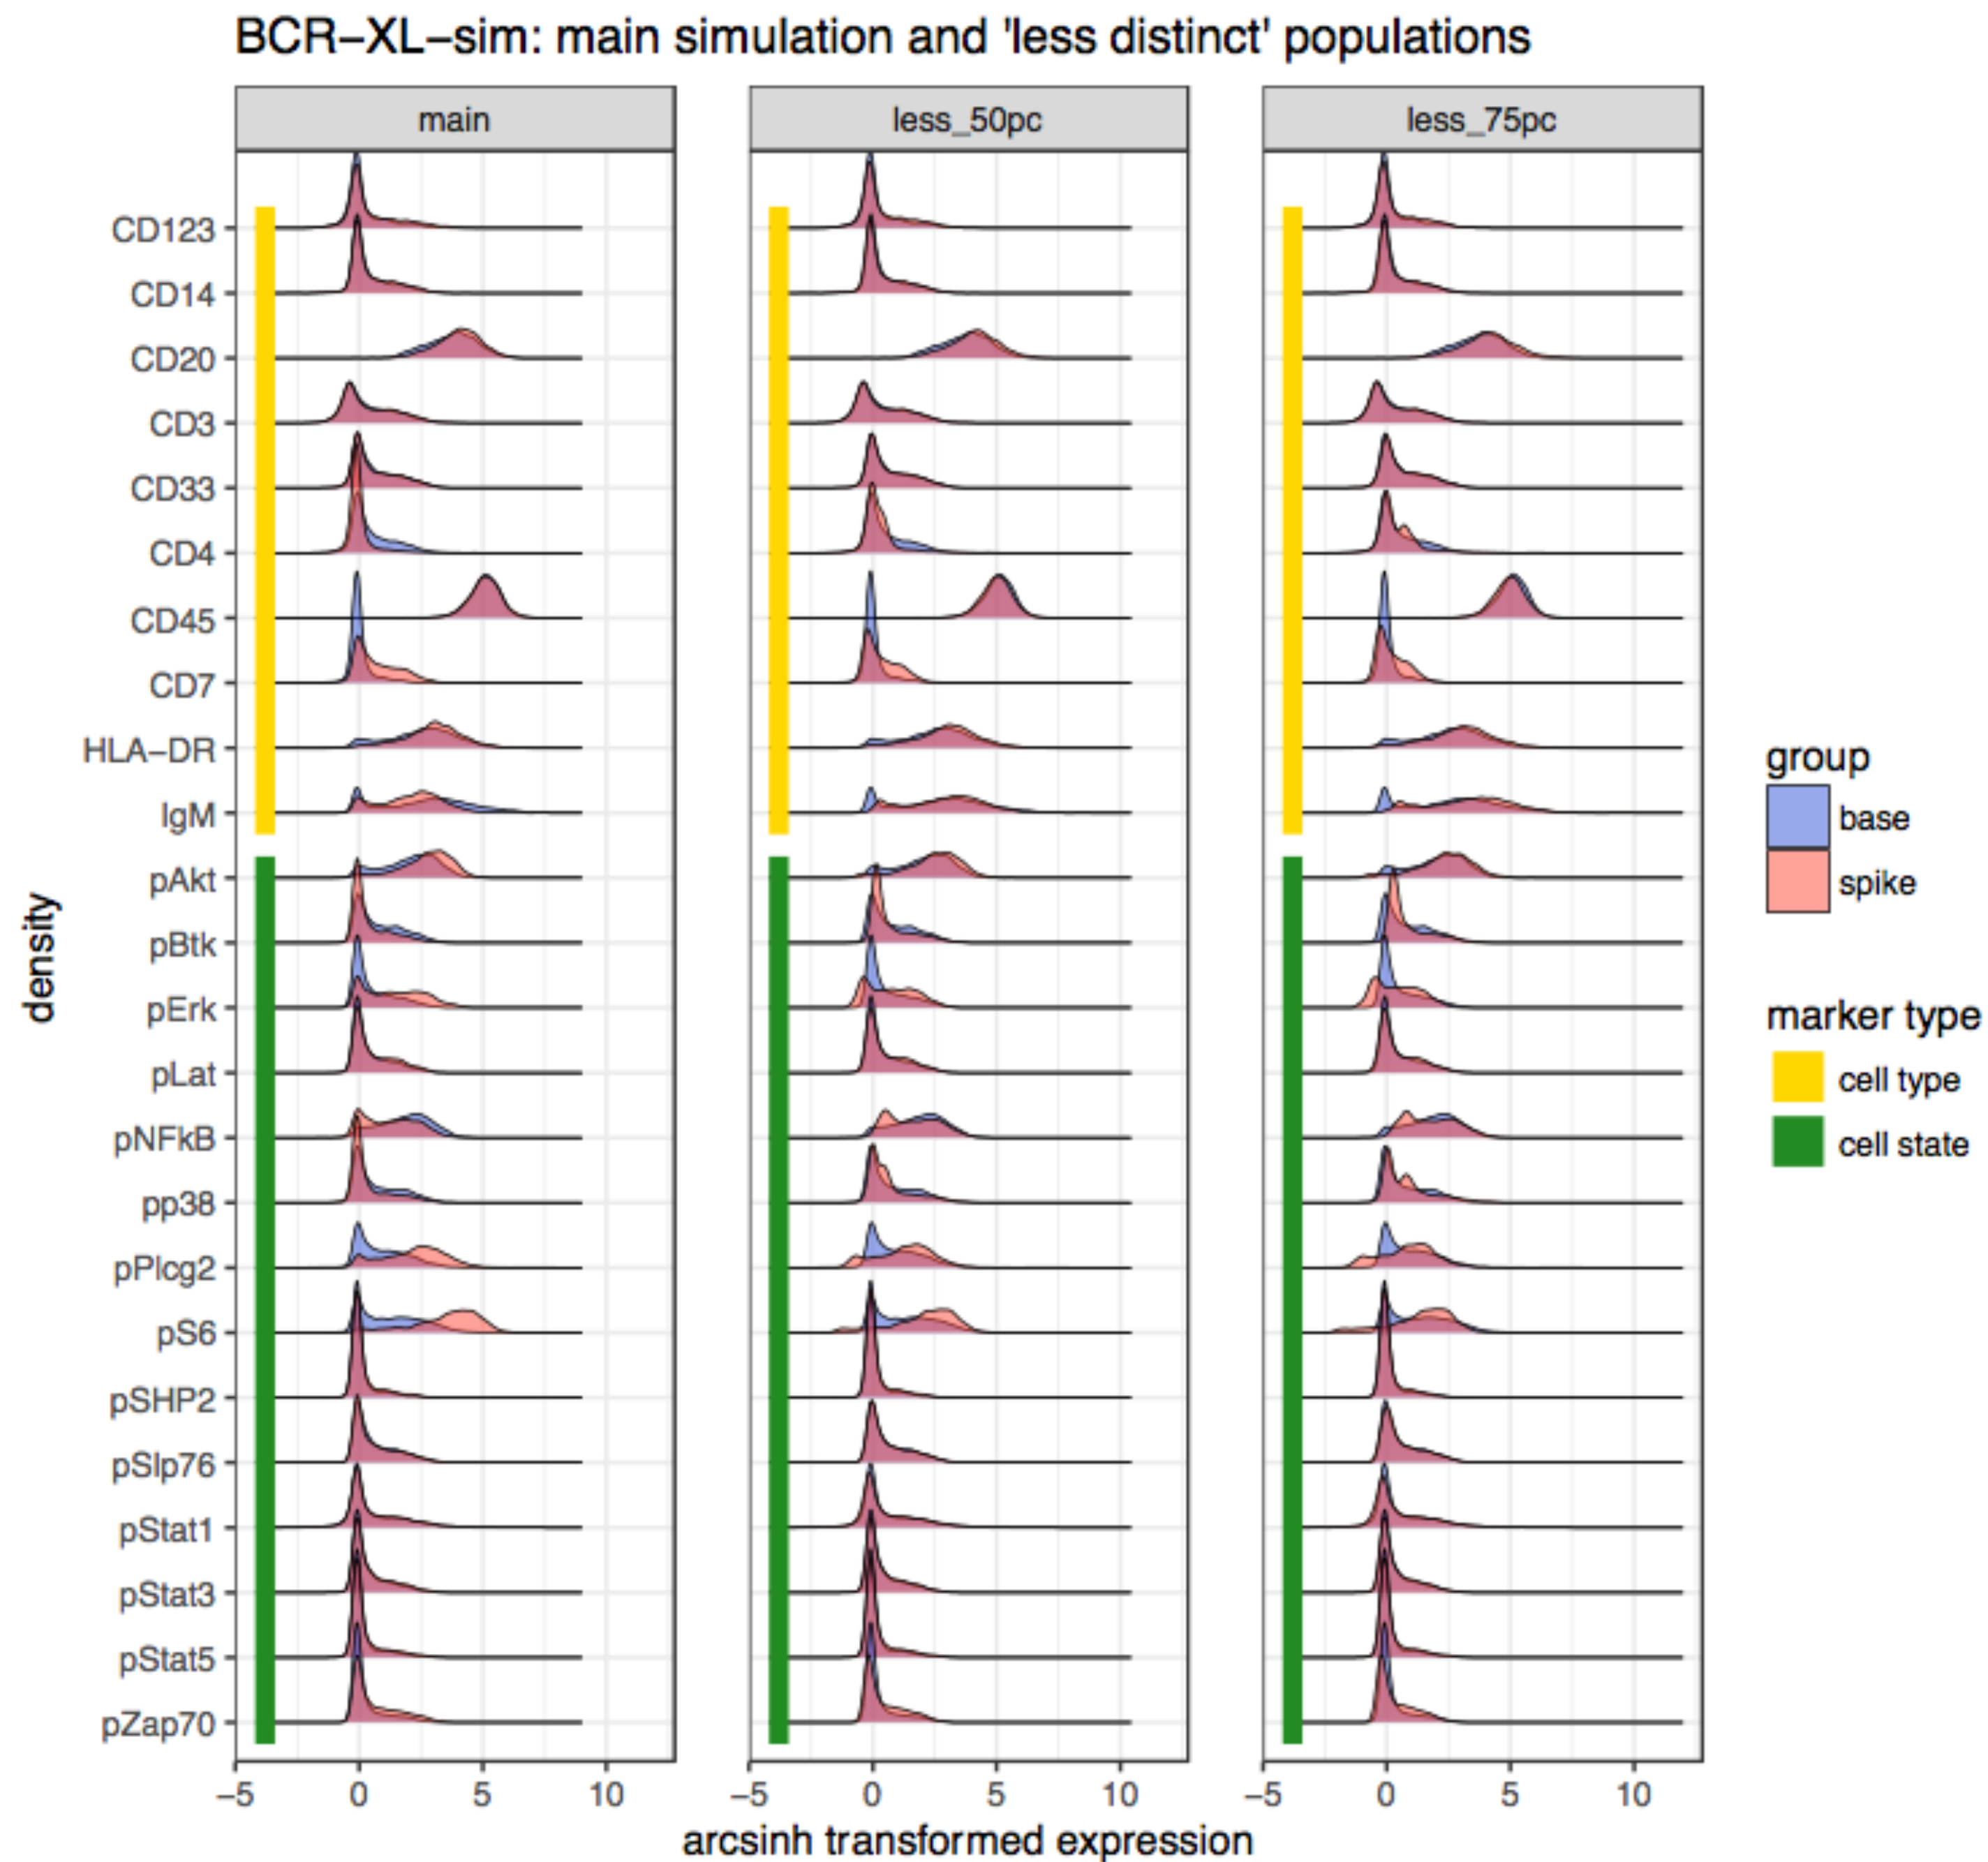 BCR−XL−sim: main simulation and 'less distinct' populations
main less_50pc less_75pc
CD123
CD14
CD20
CD3
CD33
CD4
CD45
CD7
HLA−DR
IgM
pAkt
pBtk
pErk
pLat
pNFkB
pp38
pPlcg2
pS6
pSHP2
pSlp76
pStat1
pStat3
pStat5
pZap70
density
−5 0 5 10 −5 0 5 10 −5 0 5 10
arcsinh transformed expression
group
base
spike
marker type
cell type
cell state